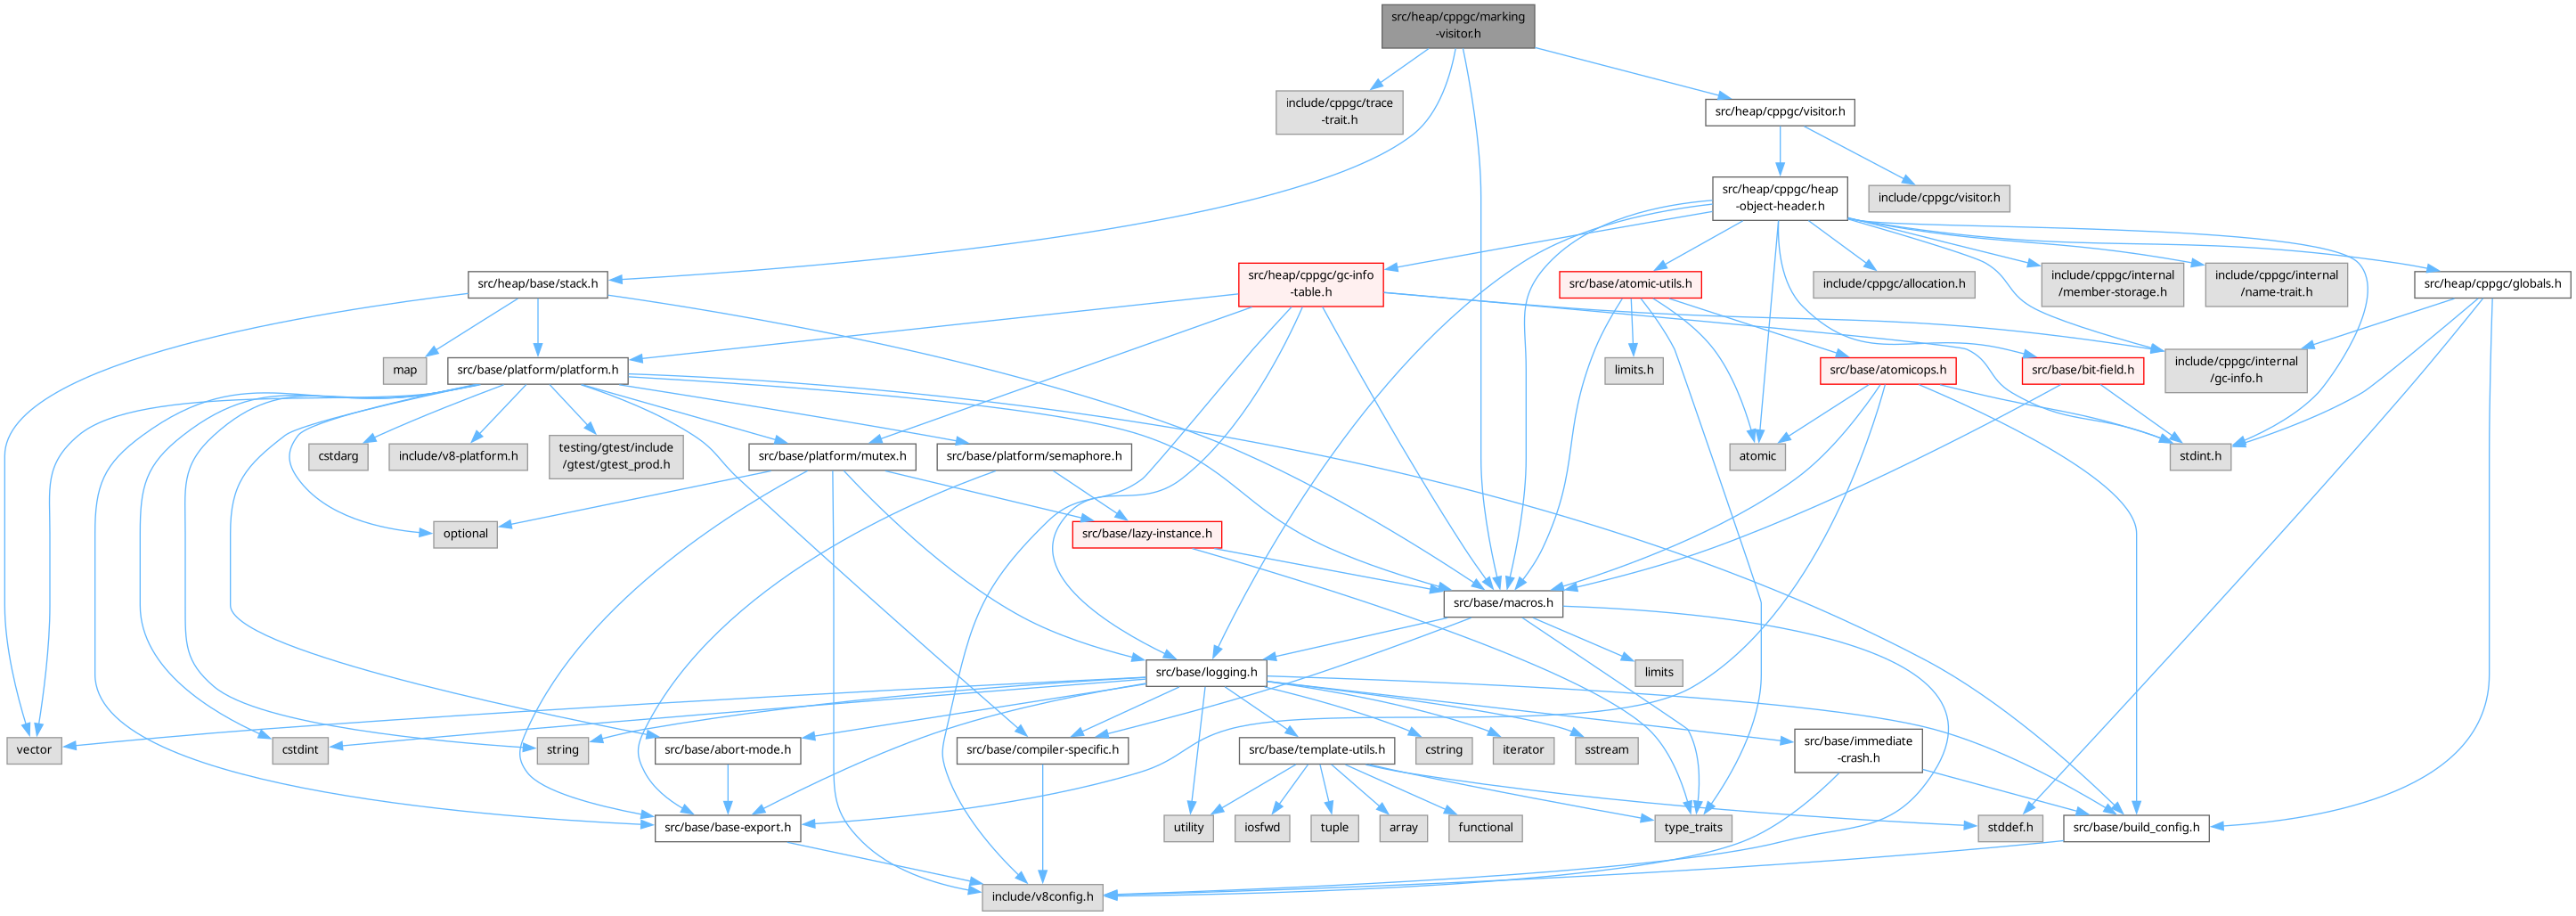 src/heap/cppgc/marking
-visitor.h
include/cppgc/trace
-trait.h
src/heap/cppgc/visitor.h
src/heap/cppgc/heap
-object-header.h
include/cppgc/visitor.h
src/heap/base/stack.h
src/heap/cppgc/gc-info
-table.h
src/base/atomic-utils.h
include/cppgc/allocation.h
include/cppgc/internal
/member-storage.h
include/cppgc/internal
/name-trait.h
src/heap/cppgc/globals.h
map
src/base/platform/platform.h
limits.h
src/base/atomicops.h
src/base/bit-field.h
include/cppgc/internal
/gc-info.h
cstdarg
include/v8-platform.h
testing/gtest/include
/gtest/gtest_prod.h
src/base/platform/mutex.h
src/base/platform/semaphore.h
atomic
stdint.h
optional
src/base/lazy-instance.h
src/base/macros.h
src/base/logging.h
limits
vector
cstdint
string
src/base/abort-mode.h
src/base/compiler-specific.h
src/base/template-utils.h
cstring
iterator
sstream
src/base/immediate
-crash.h
src/base/base-export.h
utility
iosfwd
tuple
array
functional
type_traits
stddef.h
src/base/build_config.h
include/v8config.h